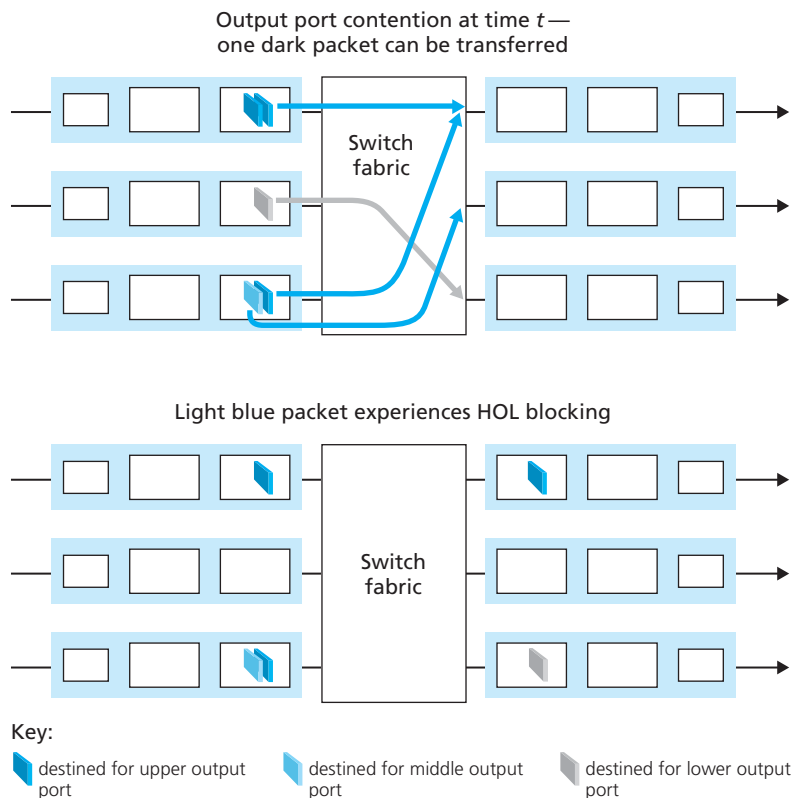 Output port contention at time t—
one dark packet can be transferred
Switch
fabric
Light blue packet experiences HOL blocking
Switch
fabric
Key:
destined for upper output
port
destined for middle output
port
destined for lower output
port